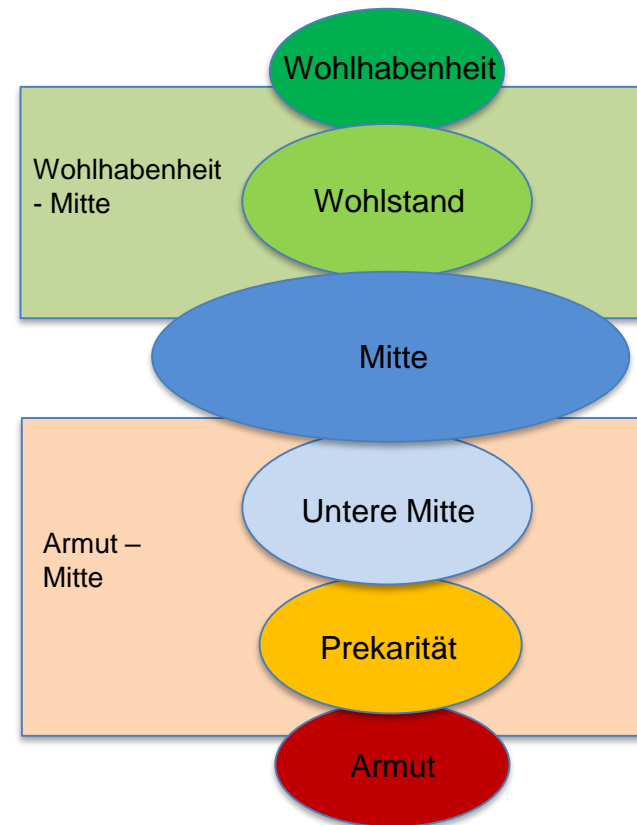 Wohlhabenheit
Wohlhabenheit
- Mitte
Wohlstand
Mitte
Untere Mitte
Armut –
Mitte
Prekarität
Armut